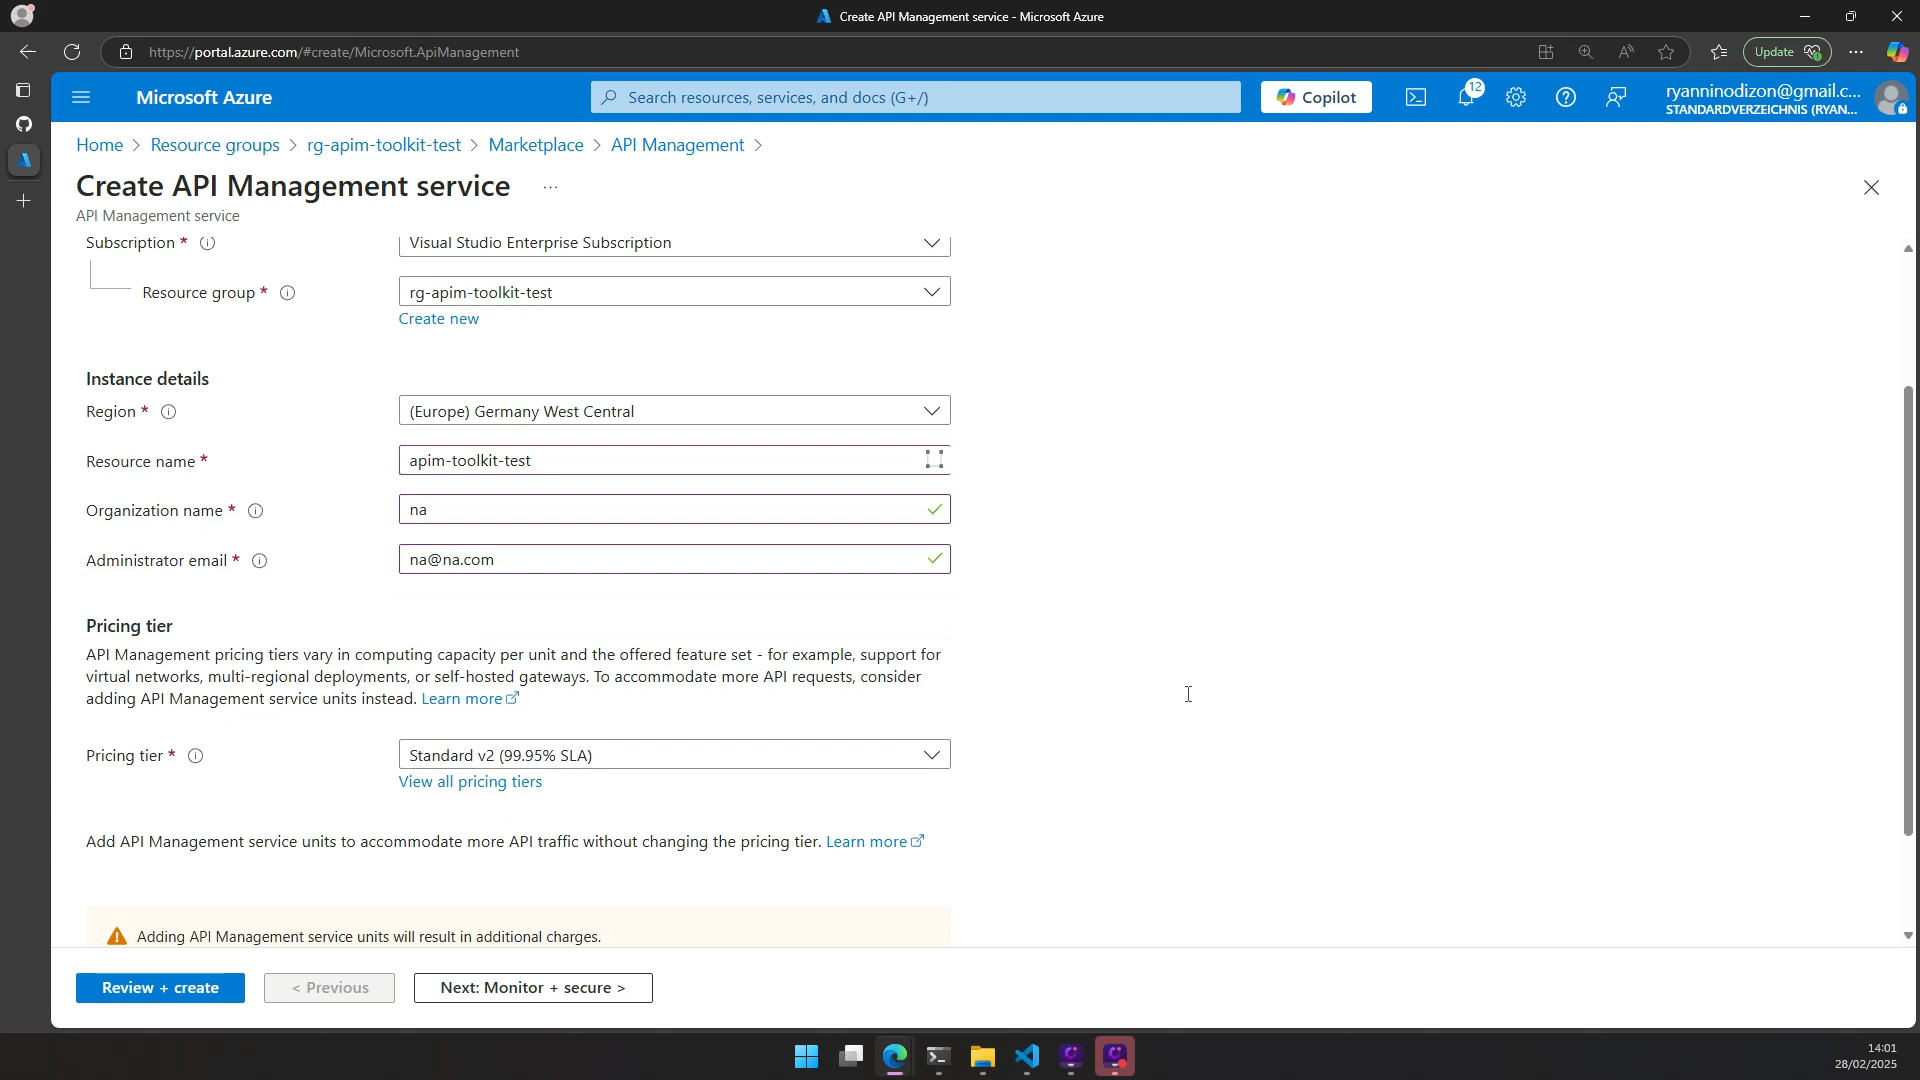 Create API Management service - Microsoft Azure
https://portal.azure.com/#create/Microsoft.ApiManagement
Update
Microsoft Azure
Search resources, services, and docs (G+/)
Copilot
12
ryanninodizon@gmail.c...
STANDARDVERZEICHNIS (RYAN...
Home > Resource groups > rg-apim-toolkit-test > Marketplace > API Management >
Create API Management service ...
API Management service
Subscription * Visual Studio Enterprise Subscription
Resource group * rg-apim-toolkit-test
Create new
Instance details
Region * (Europe) Germany West Central
Resource name * apim-toolkit-test
Organization name * na
Administrator email * na@na.com
Pricing tier
API Management pricing tiers vary in computing capacity per unit and the offered feature set - for example, support for
virtual networks, multi-regional deployments, or self-hosted gateways. To accommodate more API requests, consider
adding API Management service units instead. Learn more
Pricing tier * Standard v2 (99.95% SLA)
View all pricing tiers
Add API Management service units to accommodate more API traffic without changing the pricing tier. Learn more
Adding API Management service units will result in additional charges.
Review + create
< Previous
Next: Monitor + secure >
14:01
28/02/2025